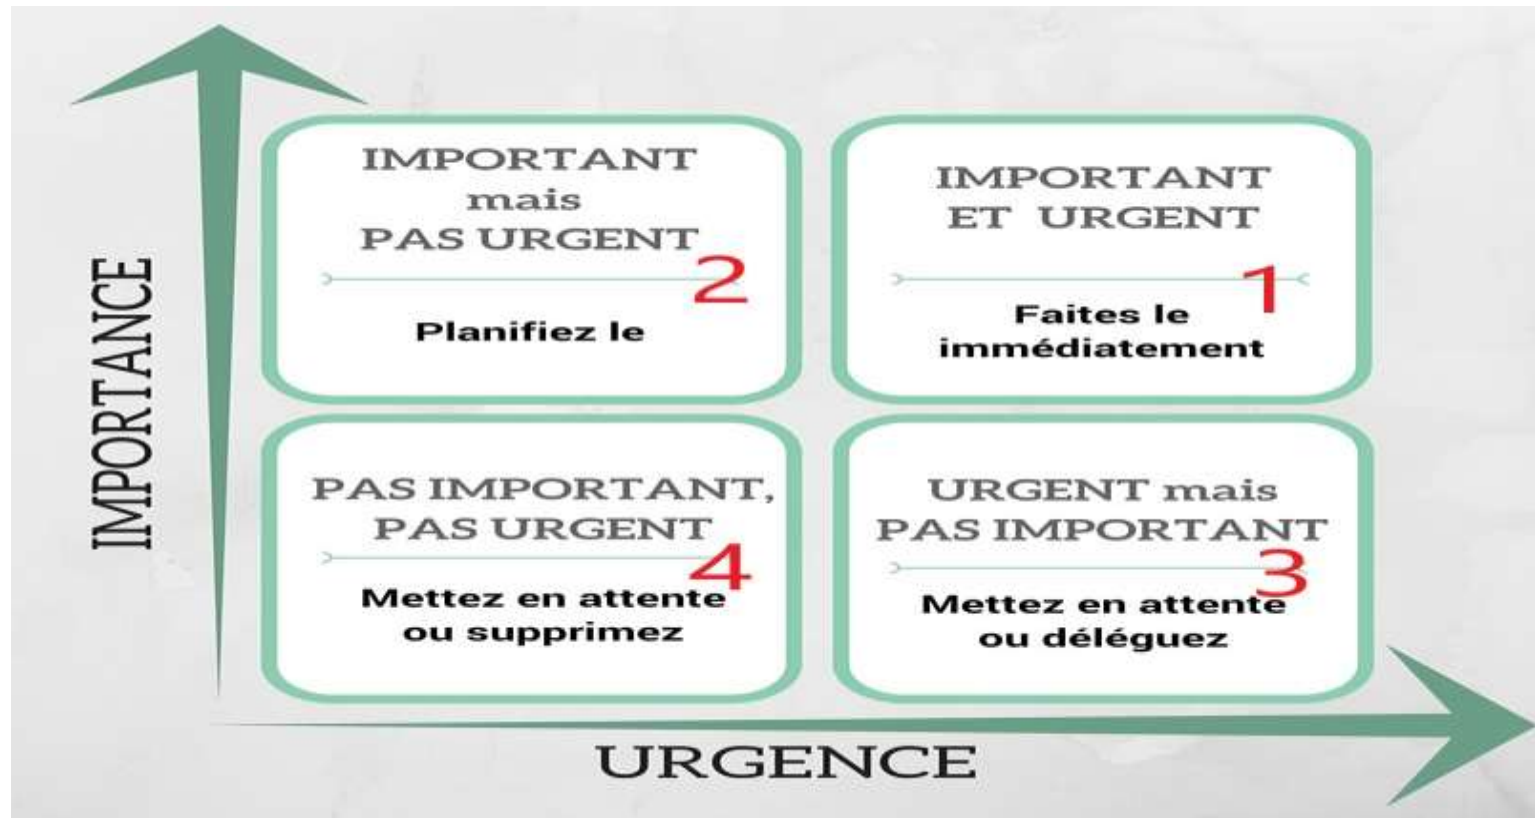 IMPORTANT
mais
PAS URGENT
2
Planifiez le
IMPORTANT
ET URGENT
1
Faites le
immédiatement
IMPORTANCE
PAS IMPORTANT,
PAS URGENT
4
Mettez en attente
ou supprimez
URGENT mais
PAS IMPORTANT
3
Mettez en attente
ou déléguez
URGENCE